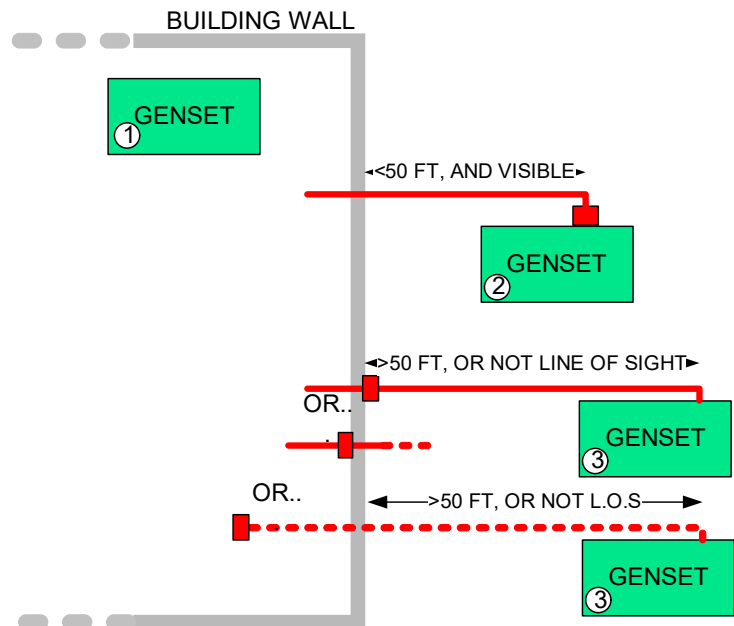 BUILDING WALL
GENSET
1
<50 FT, AND VISIBLE
GENSET
2
>50 FT, OR NOT LINE OF SIGHT
OR..
.
GENSET
3
OR..
>50 FT, OR NOT L.O.S
.
GENSET
3